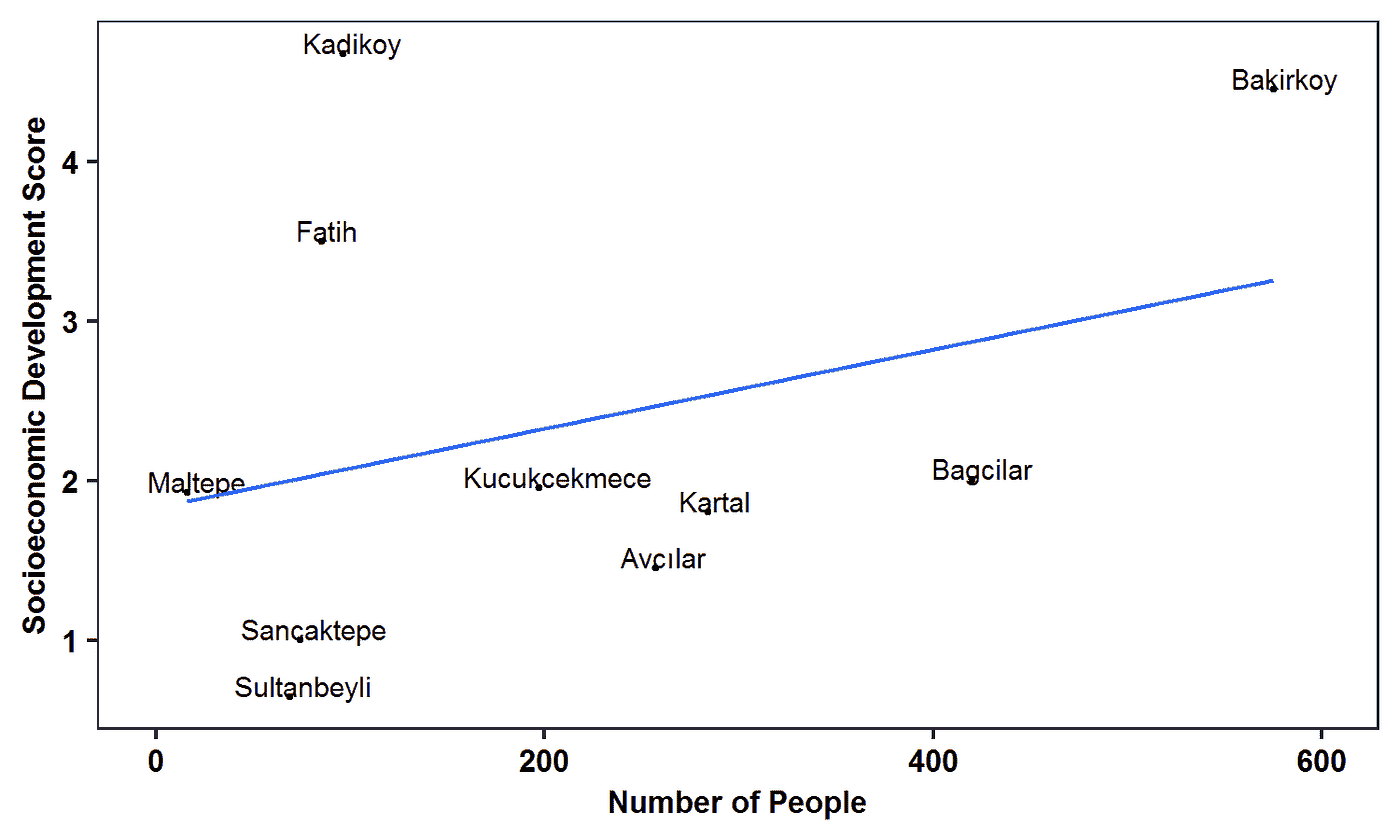 Kadikoy
Bakirkoy
Fatih
Maltepe
Kucukcekmece
Bagcilar
Kartal
Avcılar
Sancaktepe
Sultanbeyli
Socioeconomic Development Score
4
3
2
1
0
200
400
600
Number of People